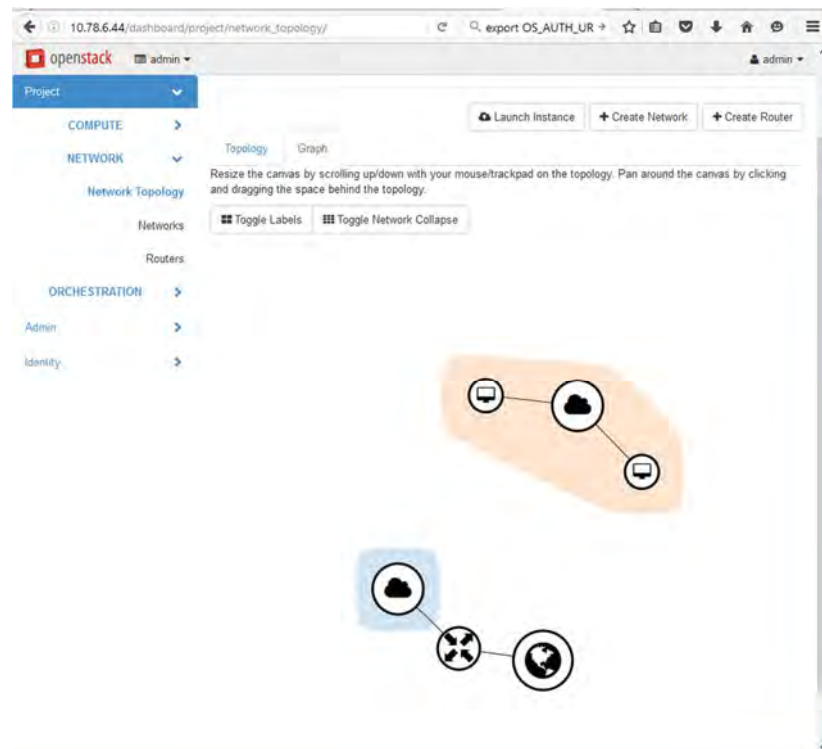 10.78.6.44/dashboard/project/network_topology/
export OS_AUTH_UR
openstack admin
admin
Project
Launch Instance + Create Network + Create Router
COMPUTE
Topology Graph
NETWORK
Resize the canvas by scrolling up/down with your mouse/trackpad on the topology. Pan around the canvas by clicking
and dragging the space behind the topology.
Network Topology
Toggle Labels Toggle Network Collapse
Networks
Routers
ORCHESTRATION
Admin
Identity